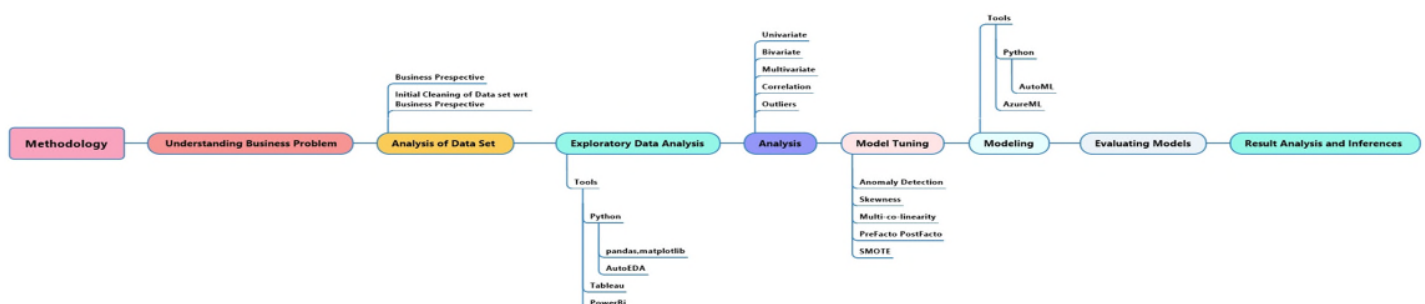 Methodology
Understanding Business Problem
Analysis of Data Set
Business Prespective
Initial Cleaning of Data set wrt
Business Prespective
Exploratory Data Analysis
Tools
Python
pandas,matplotlib
AutoEDA
Tableau
PowerBi
Analysis
Univariate
Bivariate
Multivariate
Correlation
Outliers
Model Tuning
Anomaly Detection
Skewness
Multi-co-linearity
PreFacto PostFacto
SMOTE
Modeling
Tools
Python
AutoML
AzureML
Evaluating Models
Result Analysis and Inferences